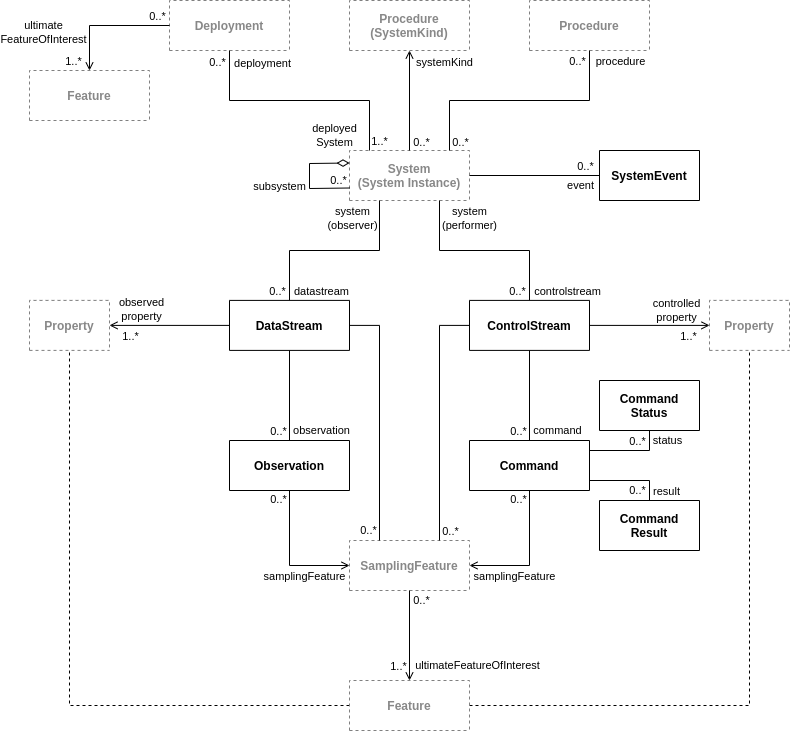 Deployment
Procedure
(SystemKind)
Procedure
0..*
ultimate
FeatureOfInterest
1..*
Feature
0..*
deployment
systemKind
0..*
procedure
deployed
System
1..*
0..*
0..*
System
(System Instance)
0..*
subsystem
0..*
event
SystemEvent
system
(observer)
system
(performer)
0..*
datastream
0..*
controlstream
observed
property
1..*
controlled
property
1..*
Property
DataStream
ControlStream
Property
Command
Status
0..*
status
0..*
observation
0..*
command
Observation
Command
0..*
result
Command
Result
0..*
0..*
0..*
0..*
SamplingFeature
samplingFeature
samplingFeature
0..*
1..*
ultimateFeatureOfInterest
Feature